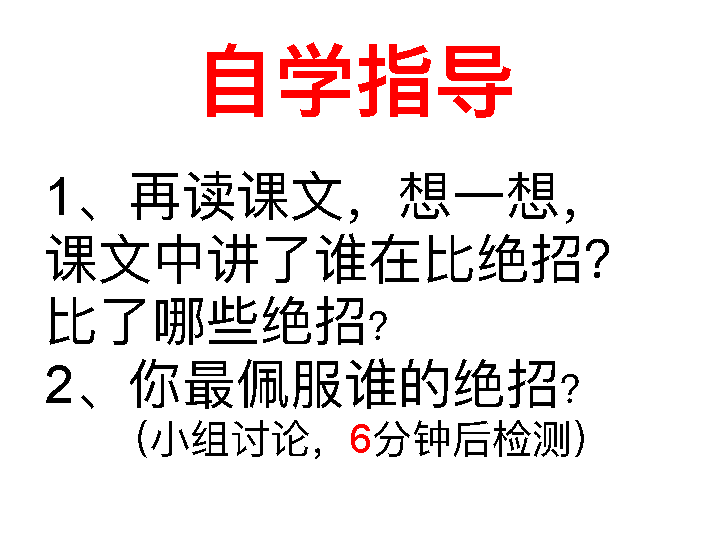 自学指导
1、再读课文，想一想，
课文中讲了谁在比绝招？
比了哪些绝招？
2、你最佩服谁的绝招？
（小组讨论，6分钟后检测）